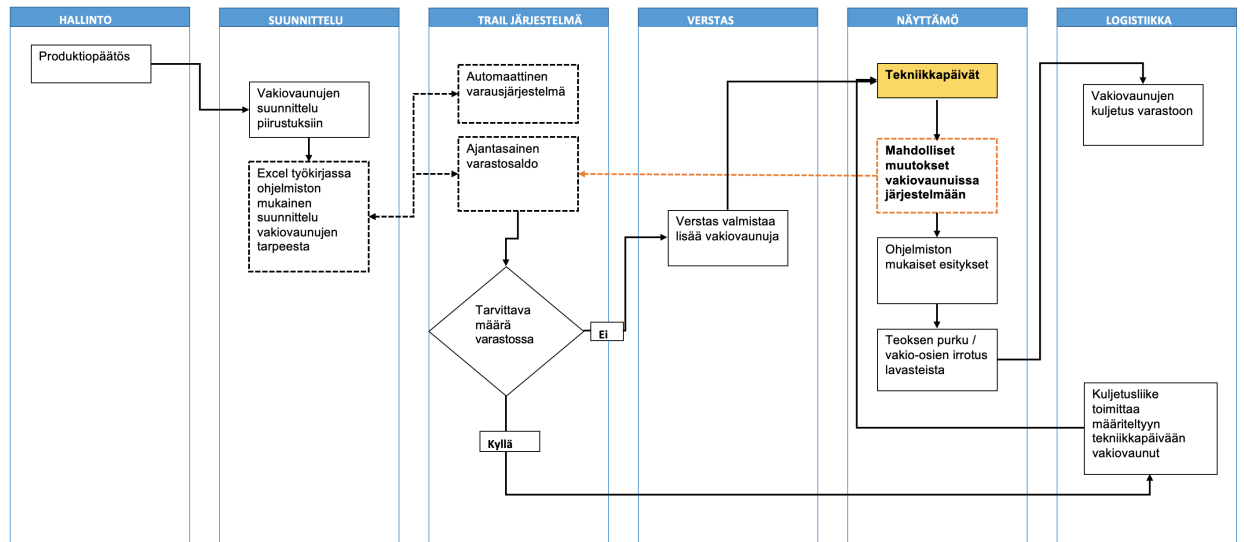 HALLINTO
SUUNNITTELU
TRAIL JÄRJESTELMÄ
VERSTAS
NÄYTTÄMÖ
LOGISTIIKKA
Produktiopäätös
Vakiovaunujen
suunnittelu
piirustuksiin
Excel työkirjassa
ohjelmiston
mukainen
suunnittelu
vakiovaunujen
tarpeesta
Automaattinen
varausjärjestelmä
Ajantasainen
varastosaldo
Tarvittava
määrä
varastossa
Ei
Kyllä
Verstas valmistaa
lisää vakiovaunuja
Tekniikkapäivät
Mahdolliset
muutokset
vakiovaunuissa
järjestelmään
Ohjelmiston
mukaiset esitykset
Teoksen purku /
vakio-osien irrotus
lavasteista
Vakiovaunujen
kuljetus varastoon
Kuljetusliike
toimittaa
määriteltyyn
tekniikkapäivään
vakiovaunut